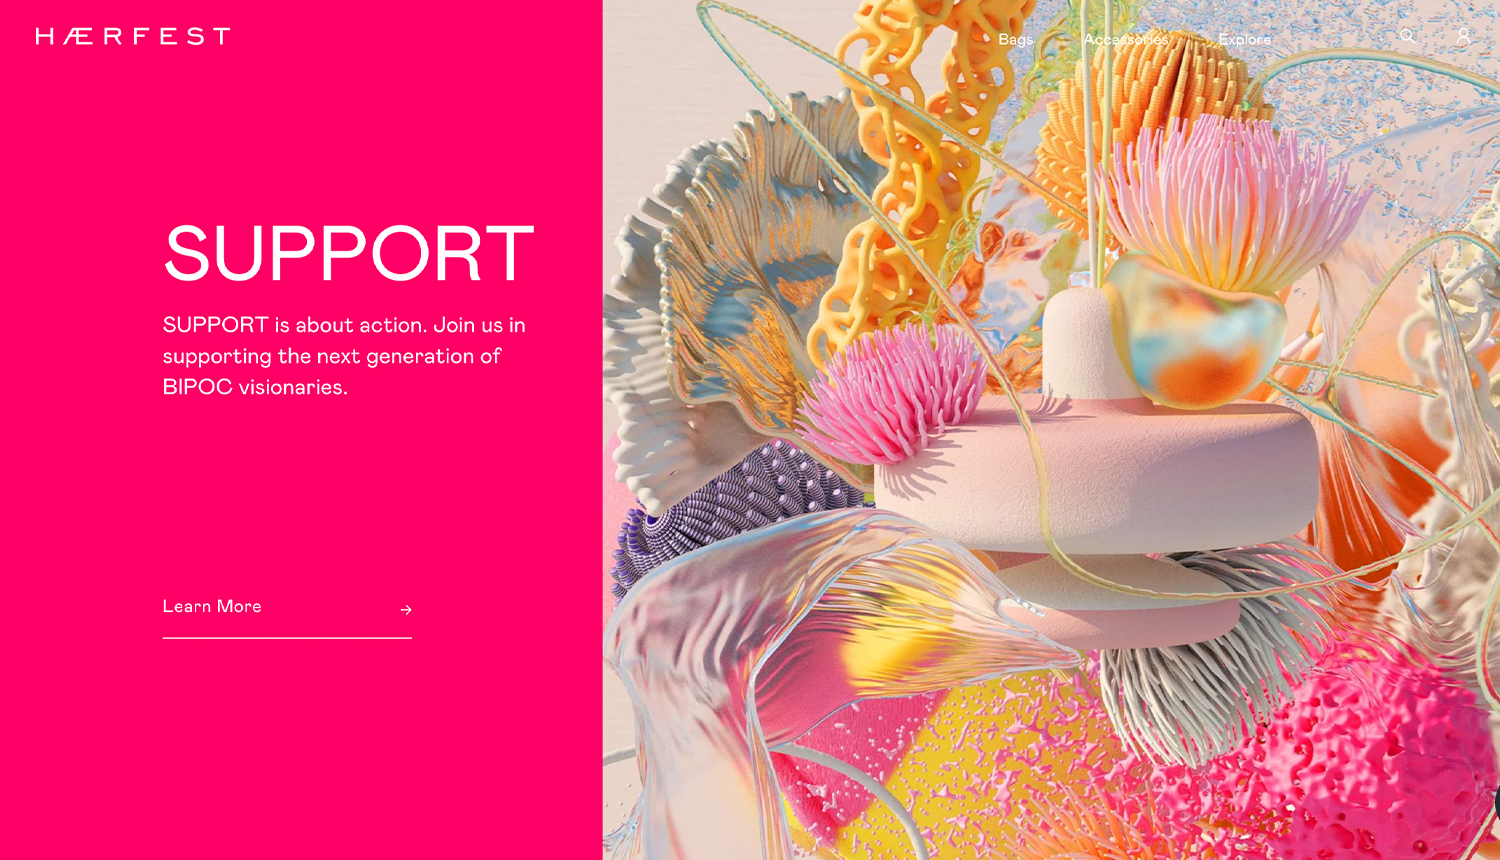 HÆRFEST
Bags Accessories Explore
SUPPORT
SUPPORT is about action. Join us in
supporting the next generation of
BIPOC visionaries.
Learn More →